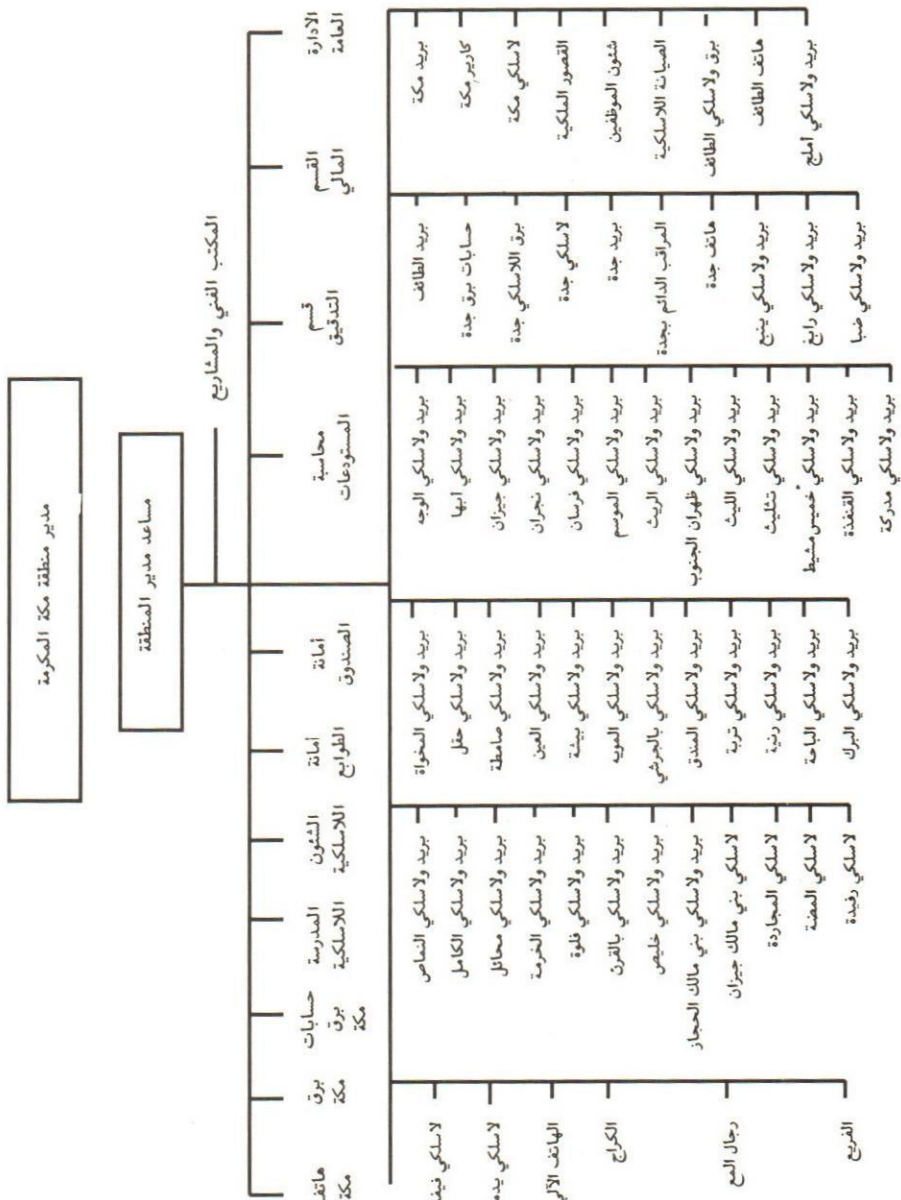 مدير منطقة مكة المكرمة
مساعد مدير المنطقة
المكتب الفني والمشاريع
الادارة العامة
القسم المالي
قسم التدقيق
محاسبة المستودعات
أمانة الصندوق
أمانة الطوابع
الشئون اللاسلكية
المدرسة اللاسلكية
حسابات برق مكة
برق مكة
هاتف مكة
بريد مكة
كارير مكة
لاسلكي مكة
القصور الملكية
شئون الموظفين
الصيانة اللاسلكية
برق ولاسلكي الطائف
هاتف الطائف
بريد ولاسلكي املج
بريد الطائف
حسابات برق جدة
برق اللاسلكي جدة
لاسلكي جدة
بريد جدة
المراقب الدائم بجدة
هاتف جدة
بريد ولاسلكي ينبع
بريد ولاسلكي رابغ
بريد ولاسلكي ضبا
بريد ولاسلكي الوجه
بريد ولاسلكي ابها
بريد ولاسلكي جيزان
بريد ولاسلكي نجران
بريد ولاسلكي فرسان
بريد ولاسلكي الموسم
بريد ولاسلكي الريث
بريد ولاسلكي ظهران الجنوب
بريد ولاسلكي الليث
بريد ولاسلكي تثليث
بريد ولاسلكي خميس مشيط
بريد ولاسلكي القنفذة
بريد ولاسلكي مدركة
بريد ولاسلكي المخواة
بريد ولاسلكي حقل
بريد ولاسلكي صامطة
بريد ولاسلكي العين
بريد ولاسلكي بيشة
بريد ولاسلكي المويه
بريد ولاسلكي بالجرشي
بريد ولاسلكي المندق
بريد ولاسلكي تربة
بريد ولاسلكي رنية
بريد ولاسلكي الباحة
بريد ولاسلكي البرك
بريد ولاسلكي النماص
بريد ولاسلكي الكامل
بريد ولاسلكي محائل
بريد ولاسلكي الخرمة
بريد ولاسلكي قلوة
بريد ولاسلكي بالقرن
بريد ولاسلكي خليص
بريد ولاسلكي بني مالك الحجاز
لاسلكي بني مالك جيزان
لاسلكي المجاردة
لاسلكي المضة
لاسلكي رفيدة
لاسلكي
لاسلكي
الهاتف
الكراج
رجال المع
الفريع